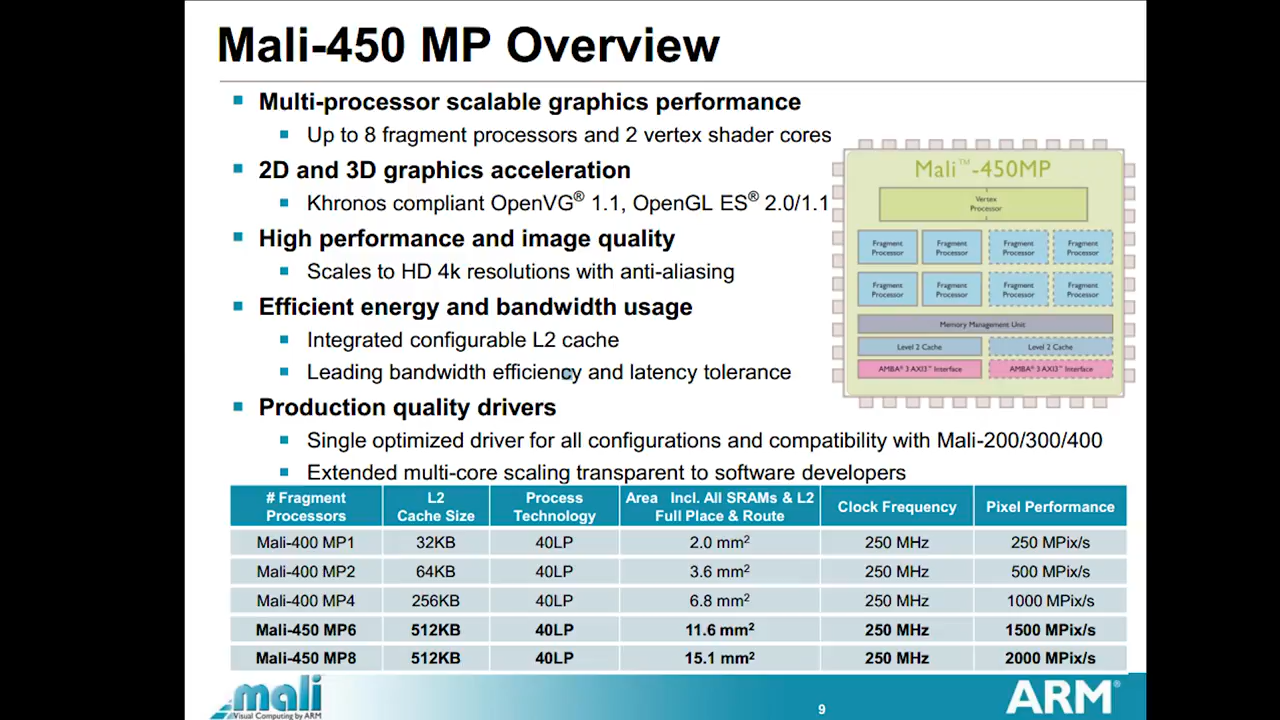 Mali-450 MP Overview
Multi-processor scalable graphics performance
Up to 8 fragment processors and 2 vertex shader cores
2D and 3D graphics acceleration
Khronos compliant OpenVG® 1.1, OpenGL ES® 2.0/1.1
High performance and image quality
Scales to HD 4k resolutions with anti-aliasing
Efficient energy and bandwidth usage
Integrated configurable L2 cache
Leading bandwidth efficiency and latency tolerance
Production quality drivers
Single optimized driver for all configurations and compatibility with Mali-200/300/400
Extended multi-core scaling transparent to software developers
Mali™-450MP
Vertex
Processor
Fragment Fragment Fragment Fragment
Processor Processor Processor Processor
Fragment Fragment Fragment Fragment
Processor Processor Processor Processor
Memory Management Unit
Level 2 Cache Level 2 Cache
AMBA® 3 AXI3™ Interface AMBA® 3 AXI3™ Interface
# Fragment L2 Process Area Incl. All SRAMs & L2 Clock Frequency Pixel Performance
Processors Cache Size Technology Full Place & Route
Mali-400 MP1 32KB 40LP 2.0 mm² 250 MHz 250 MPix/s
Mali-400 MP2 64KB 40LP 3.6 mm² 250 MHz 500 MPix/s
Mali-400 MP4 256KB 40LP 6.8 mm² 250 MHz 1000 MPix/s
Mali-450 MP6 512KB 40LP 11.6 mm² 250 MHz 1500 MPix/s
Mali-450 MP8 512KB 40LP 15.1 mm² 250 MHz 2000 MPix/s
mali
Visual Computing by ARM
9
ARM®